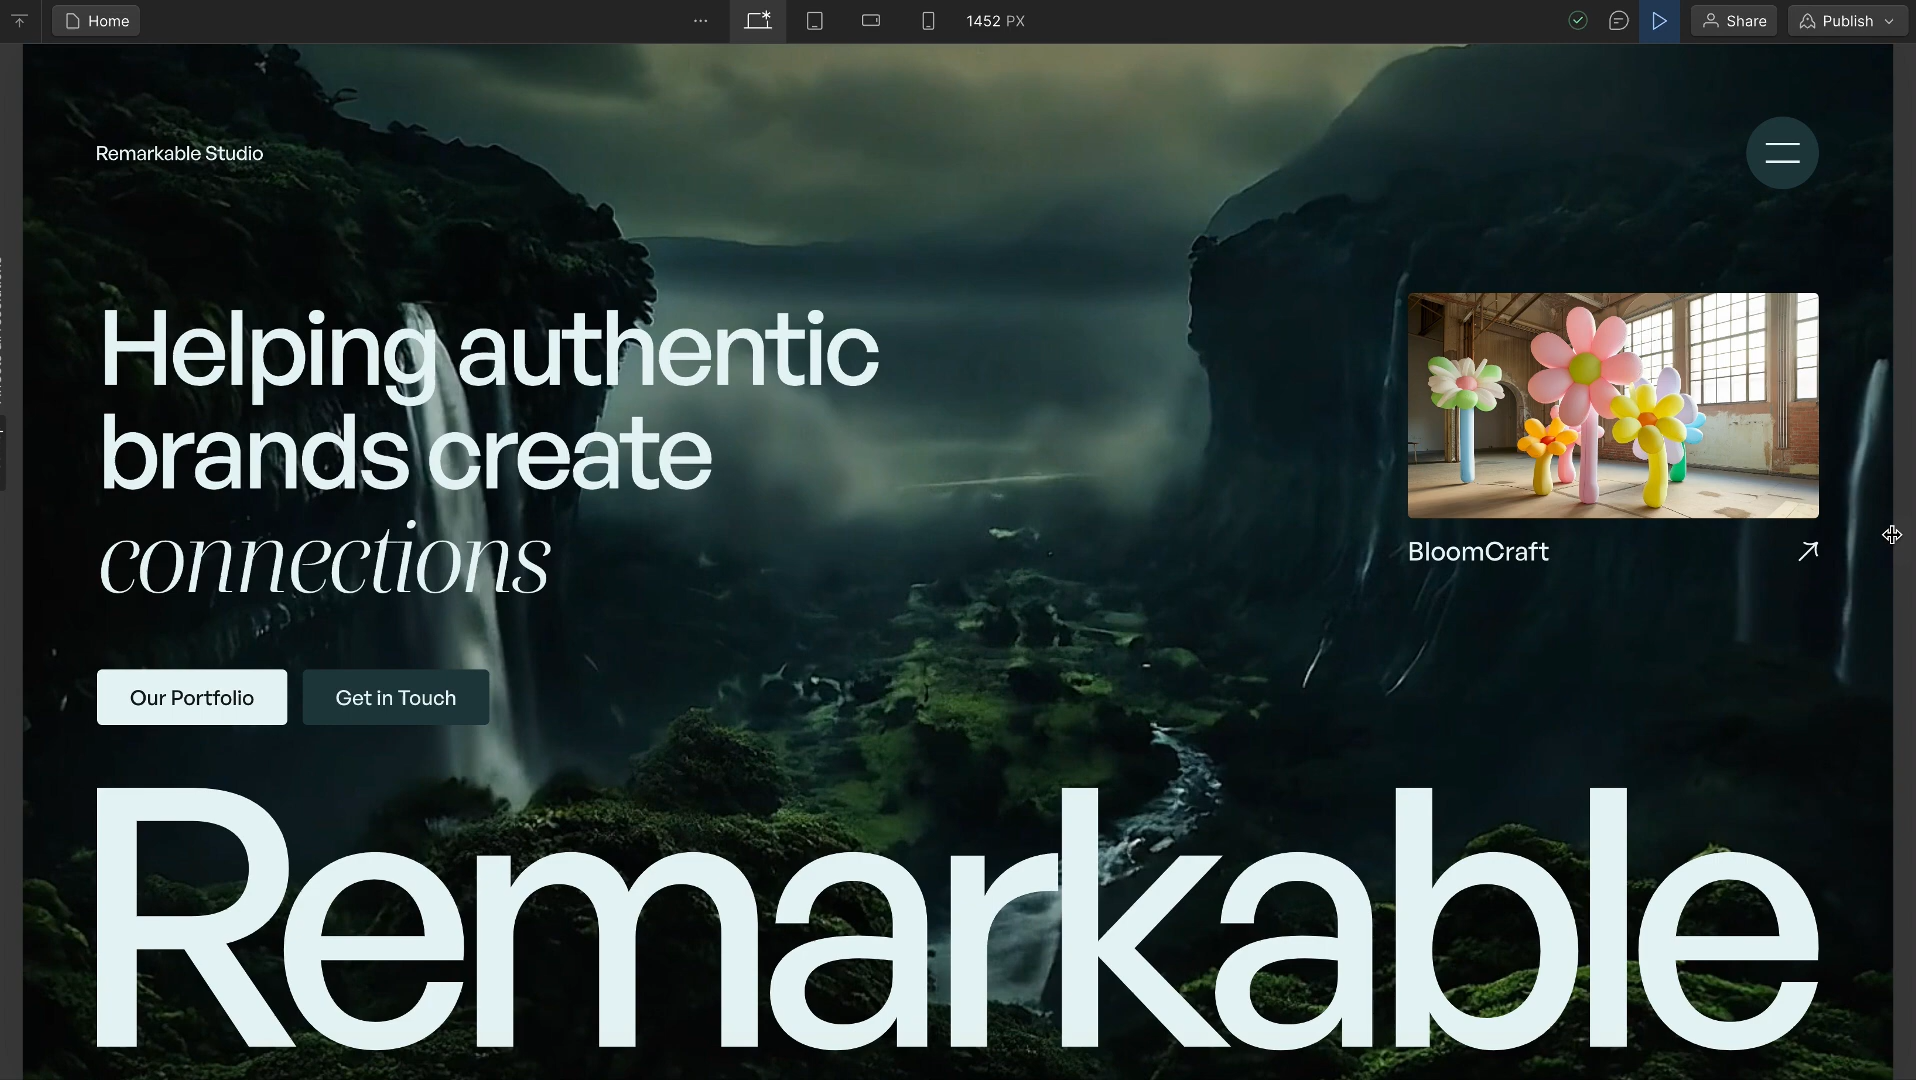 Home
1452 PX
Share
Publish
Remarkable Studio
Helping authentic
brands create
connections
BloomCraft
Our Portfolio
Get in Touch
Remarkable